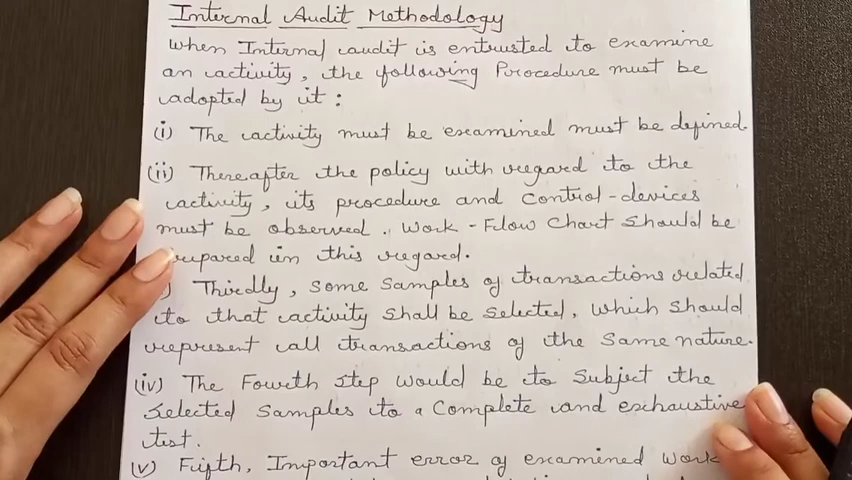 Internal Audit Methodology
When Internal audit is entrusted to examine
an activity, the following Procedure must be
adopted by it :
(i) The activity must be examined must be defined.
(ii) Thereafter the policy with regard to the
activity, its procedure and Control-devices
must be observed. Work-Flow Chart Should be
repared in this regard.
) Thirdly, Some Samples of transactions related
to that activity Shall be Selected, Which Should
represent all transactions of the Same nature.
(iv) The Fourth Step Would be to Subject the
Selected Samples to a Complete and exhaustive
test.
(v) Fifth, Important error of examined Work